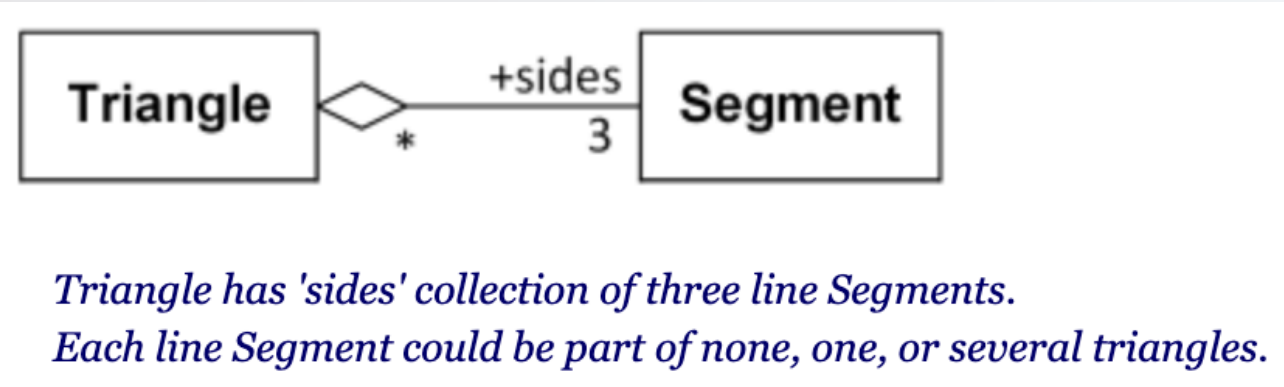 Triangle
+sides
Segment
*
3
Triangle has 'sides' collection of three line Segments.
Each line Segment could be part of none, one, or several triangles.